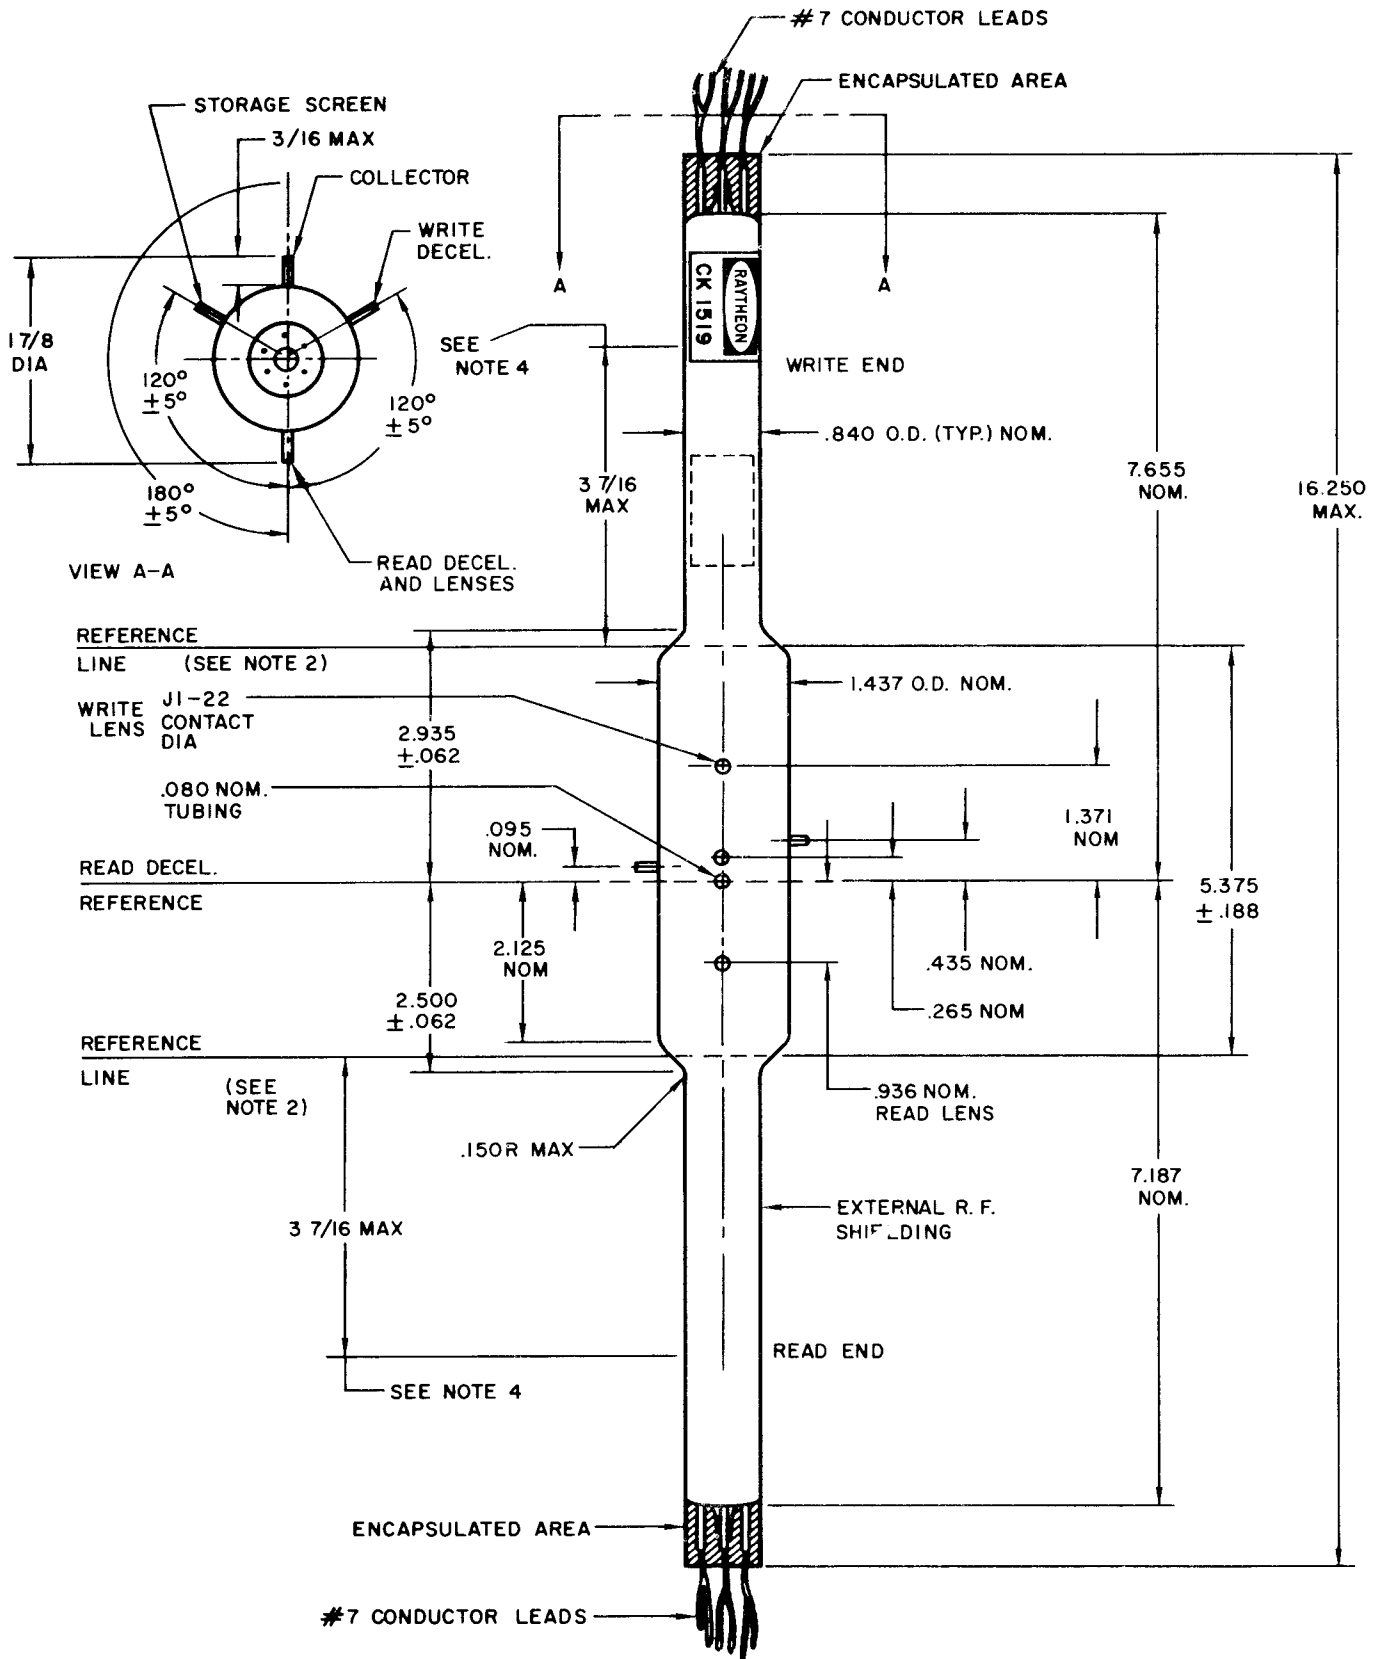 #7 CONDUCTOR LEADS
ENCAPSULATED AREA
STORAGE SCREEN
3/16 MAX
COLLECTOR
WRITE
DECEL.
1 7/8
DIA
120°
±5°
120°
±5°
180°
±5°
READ DECEL.
AND LENSES
VIEW A-A
A
A
SEE
NOTE 4
RAYTHEON
CK 1519
WRITE END
.840 O.D. (TYP.) NOM.
3 7/16
MAX
7.655
NOM.
16.250
MAX.
REFERENCE
LINE (SEE NOTE 2)
1.437 O.D. NOM.
WRITE
LENS
J1-22
CONTACT
DIA
2.935
±.062
.080 NOM.
TUBING
.095
NOM.
1.371
NOM
READ DECEL.
REFERENCE
5.375
±.188
2.125
NOM
.435 NOM.
.265 NOM
2.500
±.062
REFERENCE
LINE
(SEE
NOTE 2)
.936 NOM.
READ LENS
.150R MAX
7.187
NOM.
3 7/16 MAX
EXTERNAL R. F.
SHIELDING
READ END
SEE NOTE 4
ENCAPSULATED AREA
#7 CONDUCTOR LEADS